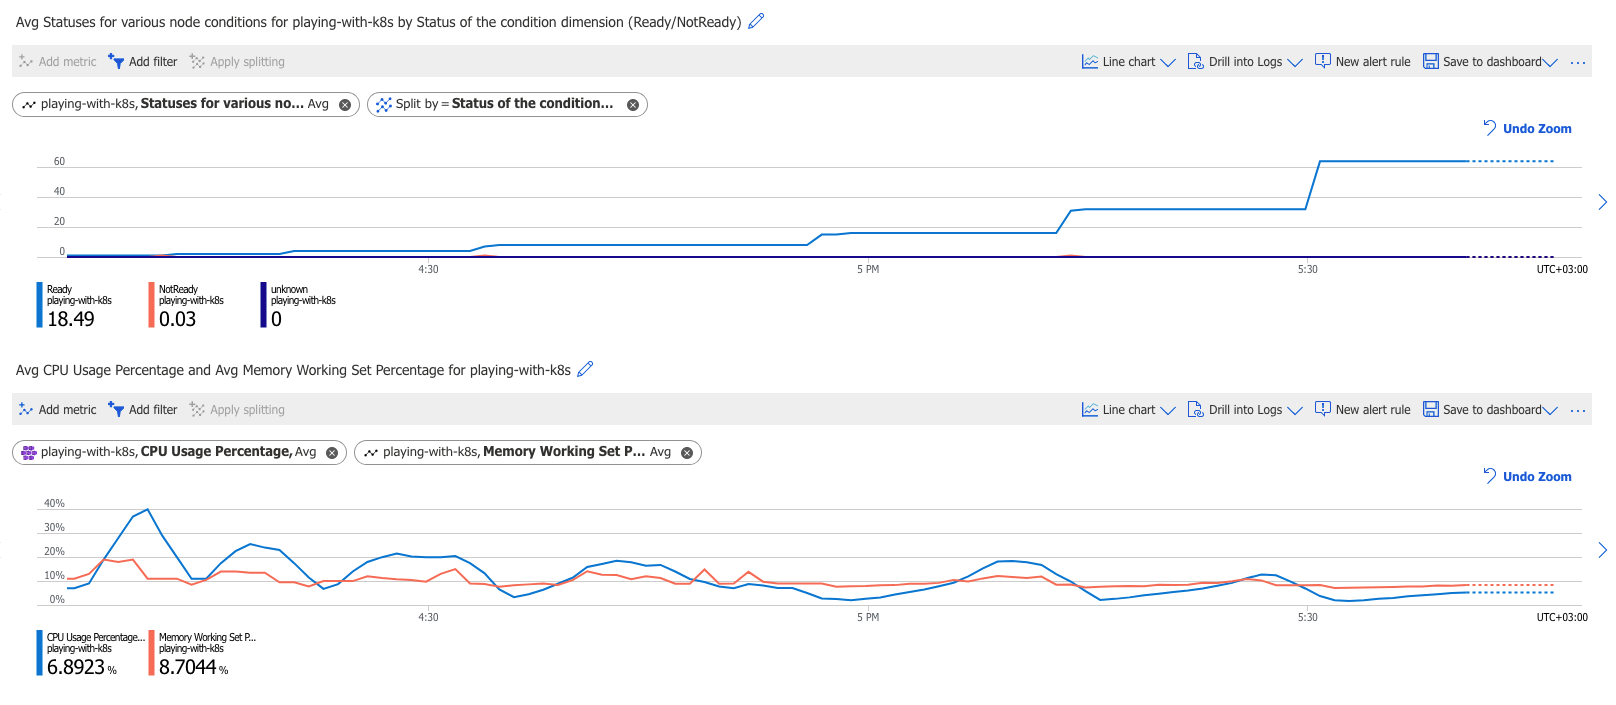 Avg Statuses for various node conditions for playing-with-k8s by Status of the condition dimension (Ready/NotReady)
Add metric Add filter Apply splitting Line chart Drill into Logs New alert rule Save to dashboard ...
playing-with-k8s, Statuses for various no... Avg Split by = Status of the condition...
Undo Zoom
60
40
20
0
4:30 5 PM 5:30 UTC+03:00
Ready NotReady unknown
playing-with-k8s playing-with-k8s playing-with-k8s
18.49 0.03 0
Avg CPU Usage Percentage and Avg Memory Working Set Percentage for playing-with-k8s
Add metric Add filter Apply splitting Line chart Drill into Logs New alert rule Save to dashboard ...
playing-with-k8s, CPU Usage Percentage, Avg playing-with-k8s, Memory Working Set P... Avg
Undo Zoom
40%
30%
20%
10%
0%
4:30 5 PM 5:30 UTC+03:00
CPU Usage Percentage... Memory Working Set P...
playing-with-k8s playing-with-k8s
6.8923 % 8.7044 %